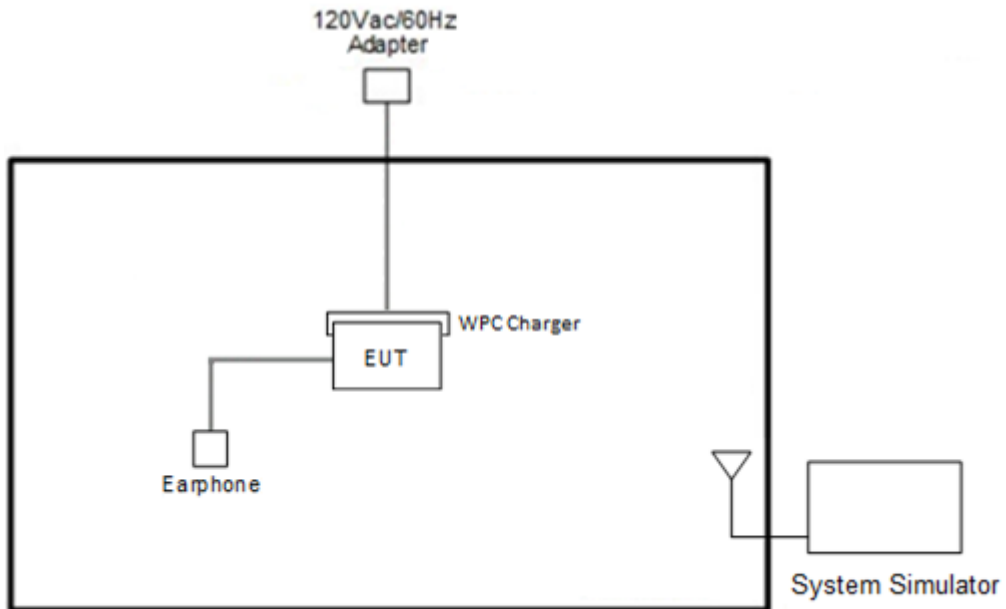 120Vac/60Hz
Adapter
WPC Charger
EUT
Earphone
System Simulator